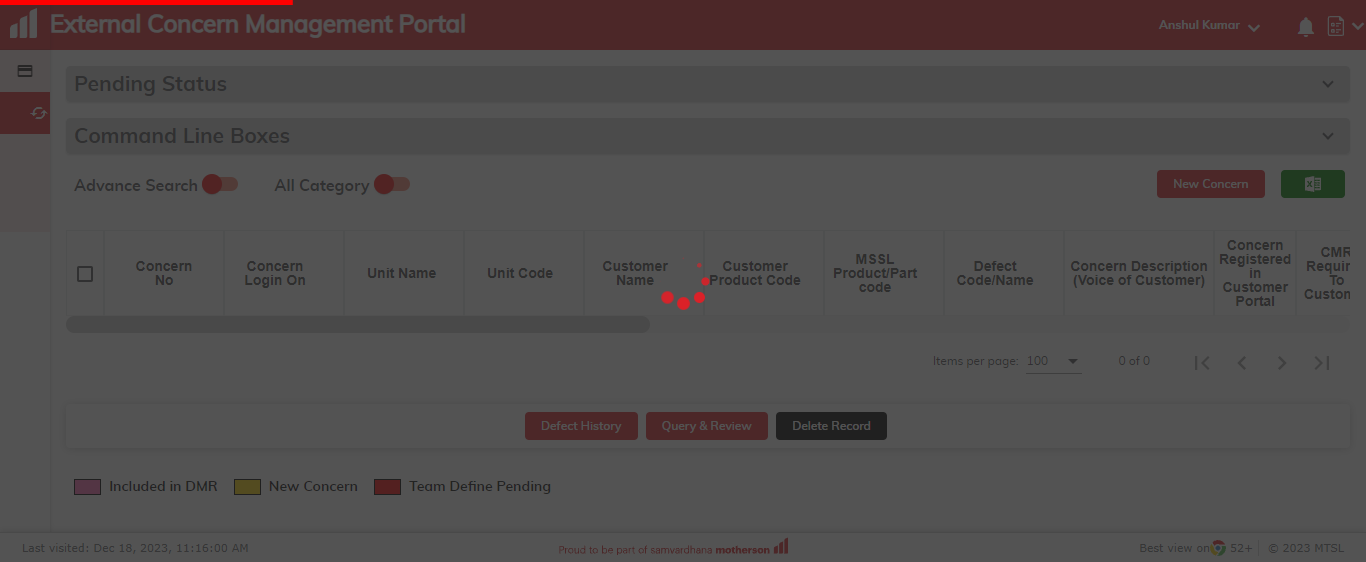 External Concern Management Portal
Anshul Kumar
Pending Status
Command Line Boxes
Advance Search
All Category
New Concern
Concern
No
Concern
Login On
Unit Name
Unit Code
Customer
Name
Customer
Product Code
MSSL
Product/Part
code
Defect
Code/Name
Concern Description
(Voice of Customer)
Concern
Registered
in
Customer
Portal
CMR
Requir
To
Custom
Items per page: 100
0 of 0
Defect History
Query & Review
Delete Record
Included in DMR
New Concern
Team Define Pending
Last visited: Dec 18, 2023, 11:16:00 AM
Proud to be part of samvardhana motherson
Best view on 52+
© 2023 MTSL